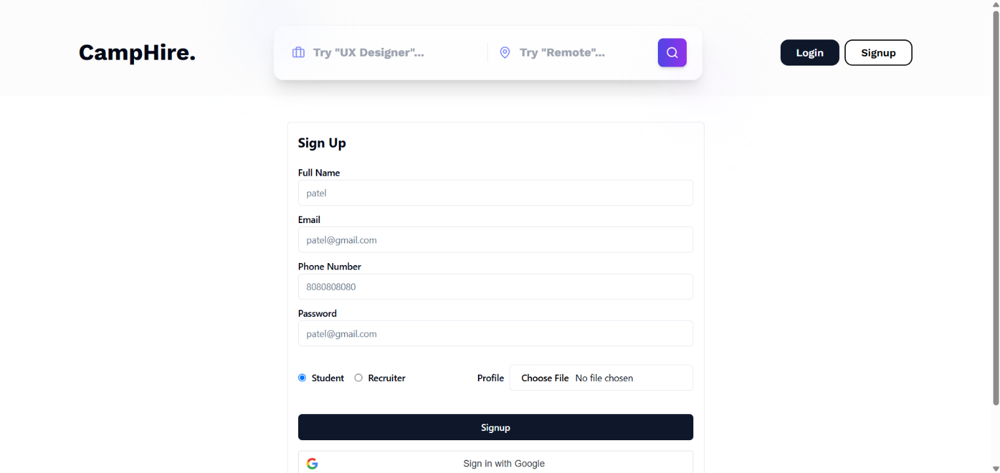 CampHire.
Try "UX Designer"...
Try "Remote"...
Login
Signup
Sign Up
Full Name
patel
Email
patel@gmail.com
Phone Number
8080808080
Password
patel@gmail.com
Student Recruiter Profile Choose File No file chosen
Signup
Sign in with Google